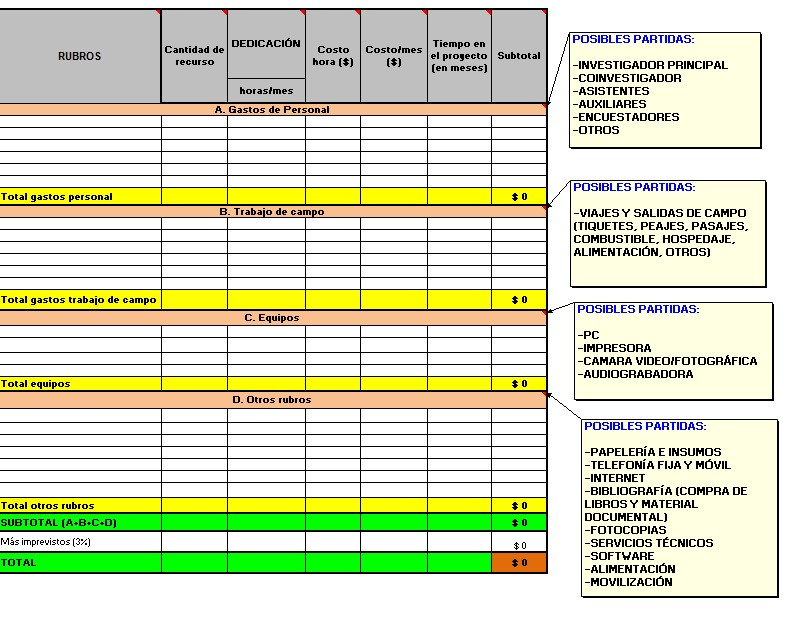 RUBROS
Cantidad de
recurso
DEDICACIÓN
horas/mes
Costo
hora ($)
Costo/mes
($)
Tiempo en
el proyecto
(en meses)
Subtotal
A. Gastos de Personal
Total gastos personal $ 0
B. Trabajo de campo
Total gastos trabajo de campo $ 0
C. Equipos
Total equipos $ 0
D. Otros rubros
Total otros rubros $ 0
SUBTOTAL (A+B+C+D) $ 0
Más imprevistos (3%) $ 0
TOTAL $ 0
POSIBLES PARTIDAS:
-INVESTIGADOR PRINCIPAL
-COINVESTIGADOR
-ASISTENTES
-AUXILIARES
-ENCUESTADORES
-OTROS
POSIBLES PARTIDAS:
-VIAJES Y SALIDAS DE CAMPO
(TIQUETES, PEAJES, PASAJES,
COMBUSTIBLE, HOSPEDAJE,
ALIMENTACIÓN, OTROS)
POSIBLES PARTIDAS:
-PC
-IMPRESORA
-CAMARA VIDEO/FOTOGRÁFICA
-AUDIOGRABADORA
POSIBLES PARTIDAS:
-PAPELERÍA E INSUMOS
-TELEFONÍA FIJA Y MÓVIL
-INTERNET
-BIBLIOGRAFÍA (COMPRA DE
LIBROS Y MATERIAL
DOCUMENTAL)
-FOTOCOPIAS
-SERVICIOS TÉCNICOS
-SOFTWARE
-ALIMENTACIÓN
-MOVILIZACIÓN